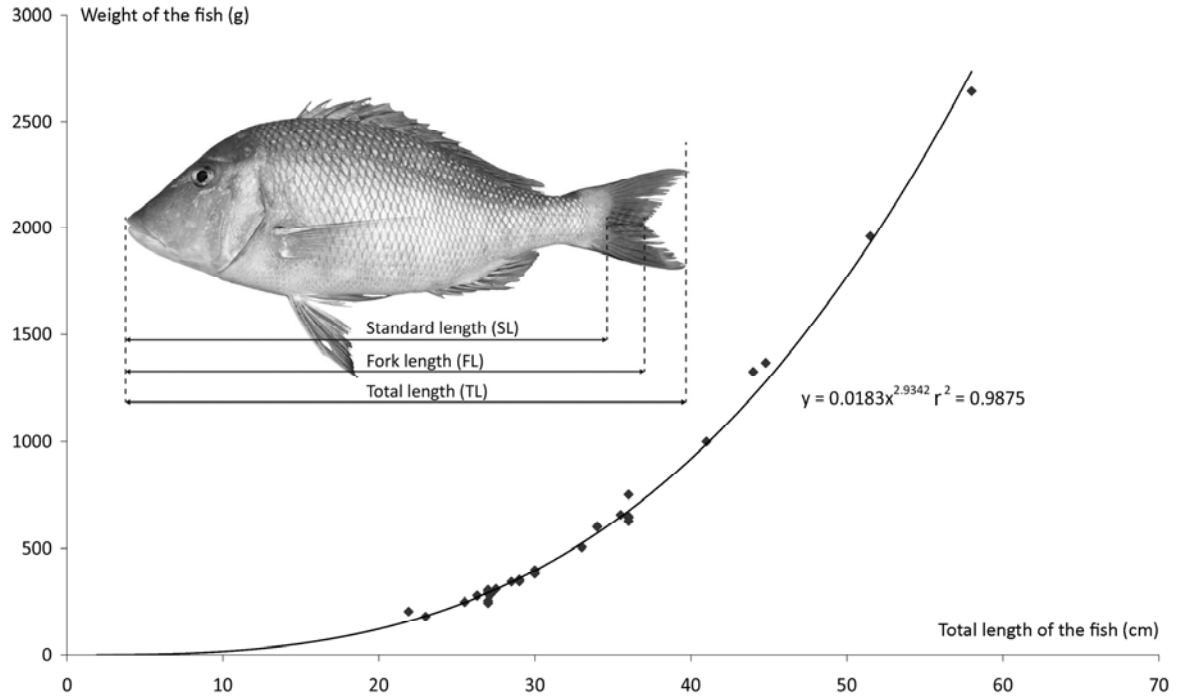 3000
Weight of the fish (g)
2500
2000
1500
1000
500
0
Standard length (SL)
Fork length (FL)
Total length (TL)
y = 0.0183x^2.9342 r^2 = 0.9875
Total length of the fish (cm)
0 10 20 30 40 50 60 70